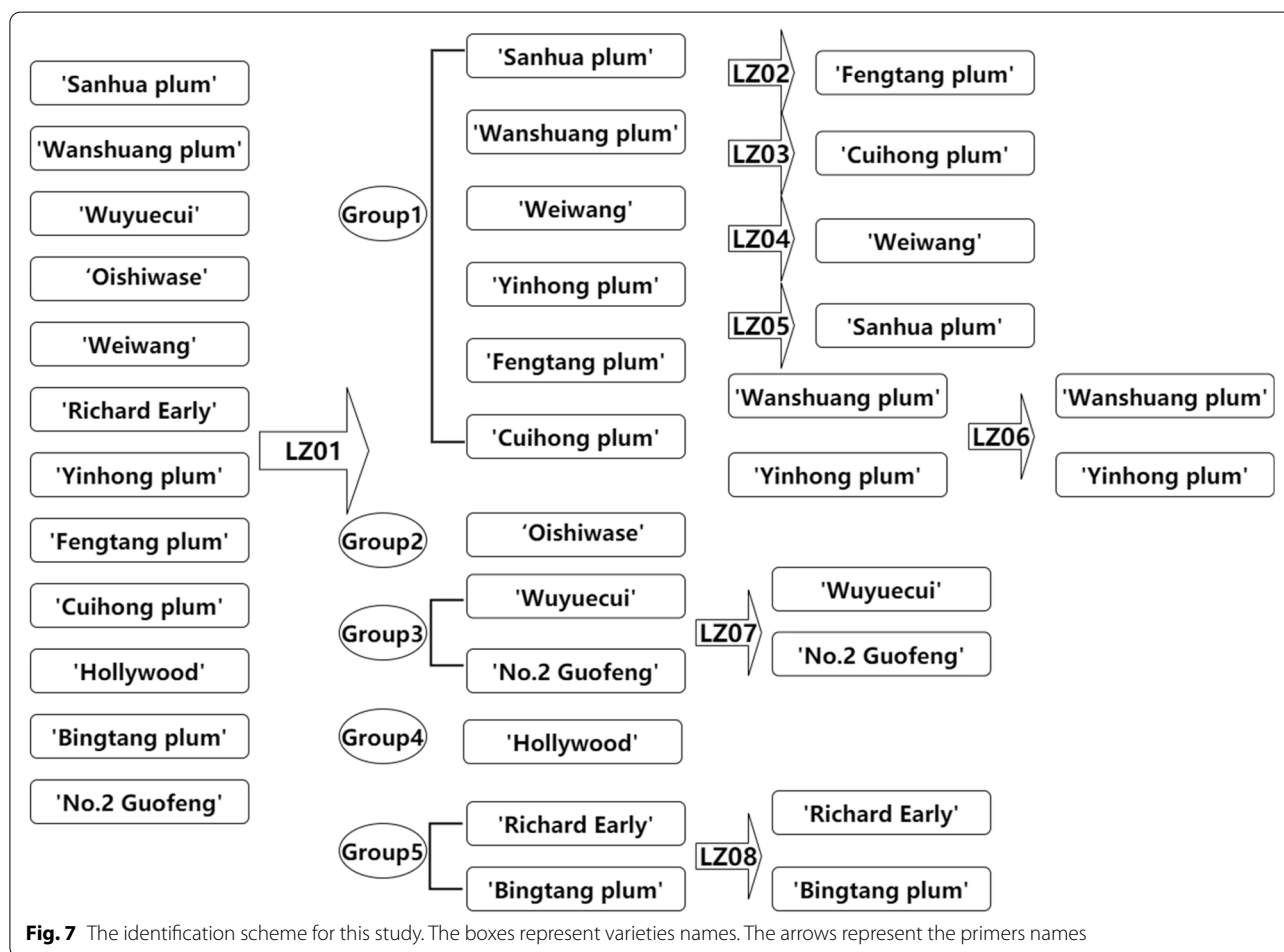 'Sanhua plum'
'Wanshuang plum'
'Wuyuecui'
‘Oishiwase'
'Weiwang'
'Richard Early'
'Yinhong plum'
'Fengtang plum'
'Cuihong plum'
'Hollywood'
'Bingtang plum'
'No.2 Guofeng'
LZ01
Group1
'Sanhua plum'
'Wanshuang plum'
'Weiwang'
'Yinhong plum'
'Fengtang plum'
'Cuihong plum'
LZ02
'Fengtang plum'
LZ03
'Cuihong plum'
LZ04
'Weiwang'
LZ05
'Sanhua plum'
'Wanshuang plum'
'Yinhong plum'
LZ06
'Wanshuang plum'
'Yinhong plum'
Group2
‘Oishiwase'
Group3
'Wuyuecui'
'No.2 Guofeng'
LZ07
'Wuyuecui'
'No.2 Guofeng'
Group4
'Hollywood'
Group5
'Richard Early'
'Bingtang plum'
LZ08
'Richard Early'
'Bingtang plum'
Fig. 7 The identification scheme for this study. The boxes represent varieties names. The arrows represent the primers names